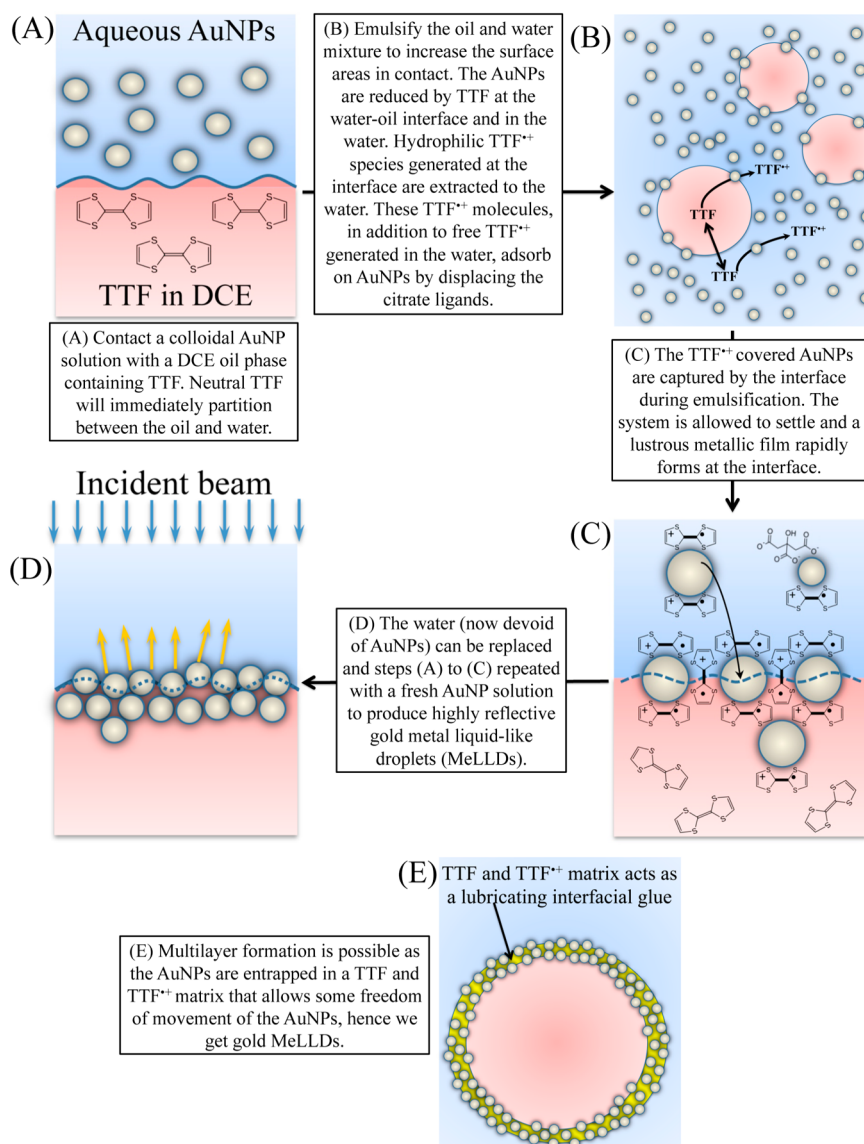 (A)
Aqueous AuNPs
S
S
S
S
S
S
S
S
S
S
S
S
TTF in DCE
(A) Contact a colloidal AuNP
solution with a DCE oil phase
containing TTF. Neutral TTF
will immediately partition
between the oil and water.
(B) Emulsify the oil and water
mixture to increase the surface
areas in contact. The AuNPs
are reduced by TTF at the
water-oil interface and in the
water. Hydrophilic TTF•+
species generated at the
interface are extracted to the
water. These TTF•+ molecules,
in addition to free TTF•+
generated in the water, adsorb
on AuNPs by displacing the
citrate ligands.
(B)
TTF•+
TTF
TTF•+
TTF
(C) The TTF•+ covered AuNPs
are captured by the interface
during emulsification. The
system is allowed to settle and a
lustrous metallic film rapidly
forms at the interface.
(C)
Incident beam
(D)
(D) The water (now devoid
of AuNPs) can be replaced
and steps (A) to (C) repeated
with a fresh AuNP solution
to produce highly reflective
gold metal liquid-like
droplets (MeLLDs).
(E)
TTF and TTF•+ matrix acts as
a lubricating interfacial glue
(E) Multilayer formation is possible as
the AuNPs are entrapped in a TTF and
TTF•+ matrix that allows some freedom
of movement of the AuNPs, hence we
get gold MeLLDs.